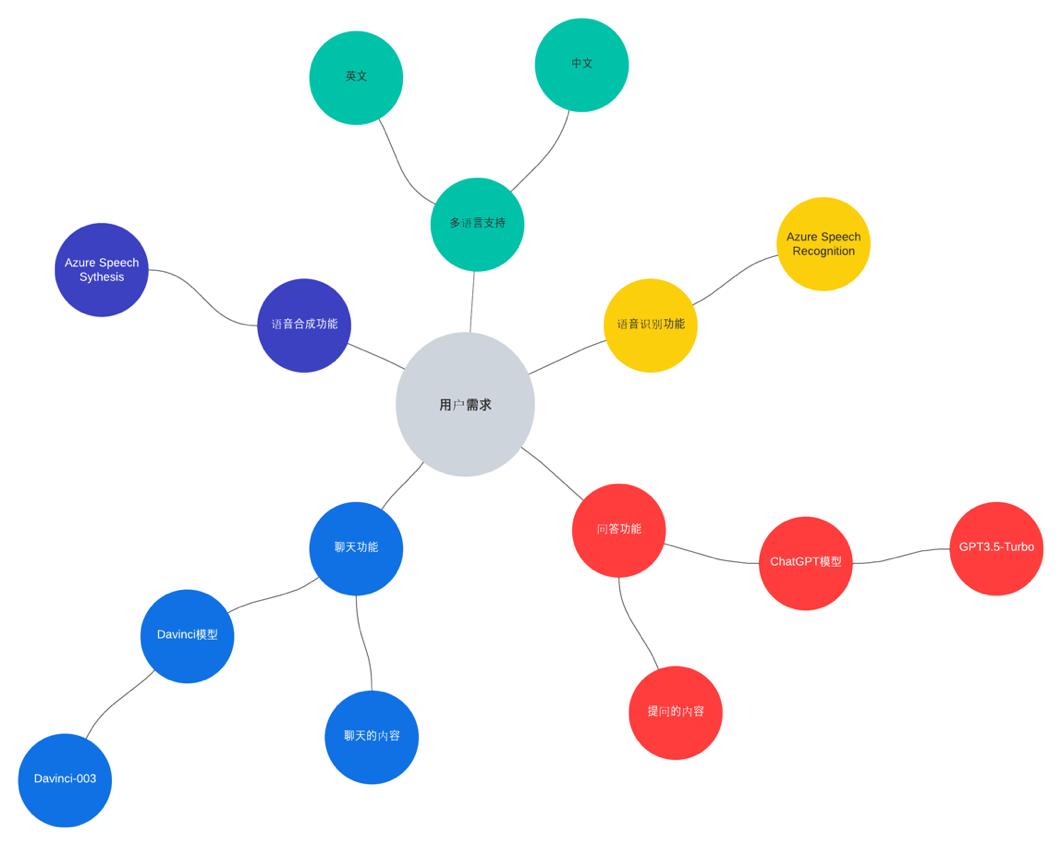 英文
中文
多语言支持
Azure Speech
Sythesis
Azure Speech
Recognition
语音合成功能
语音识别功能
用户需求
聊天功能
问答功能
ChatGPT模型
GPT3.5-Turbo
Davinci模型
聊天的内容
提问的内容
Davinci-003